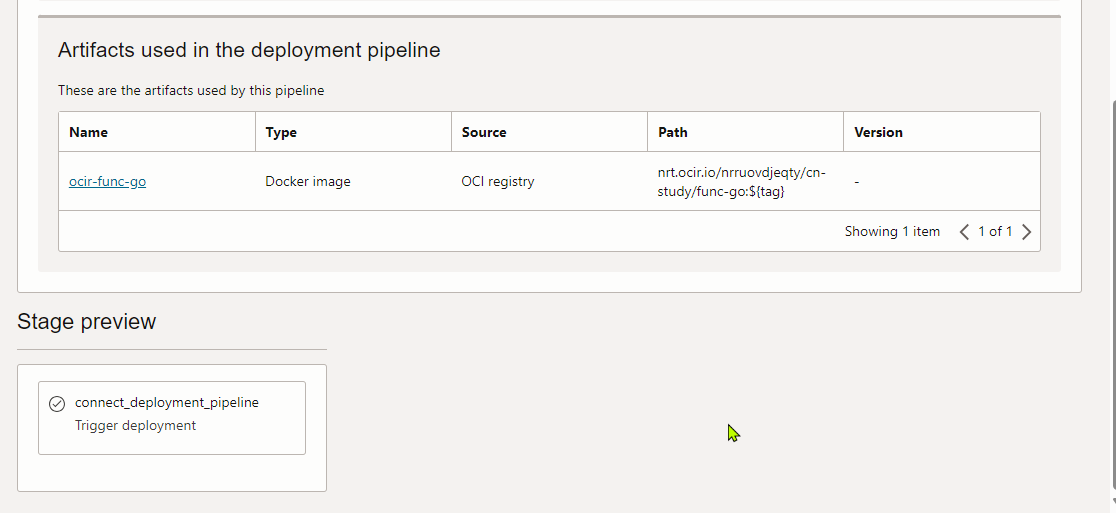 Artifacts used in the deployment pipeline
These are the artifacts used by this pipeline
Name Type Source Path Version
ocir-func-go Docker image OCI registry nrt.ocir.io/nrruovdjeqty/cn-
study/func-go:${tag} -
Showing 1 item 1 of 1
Stage preview
connect_deployment_pipeline
Trigger deployment